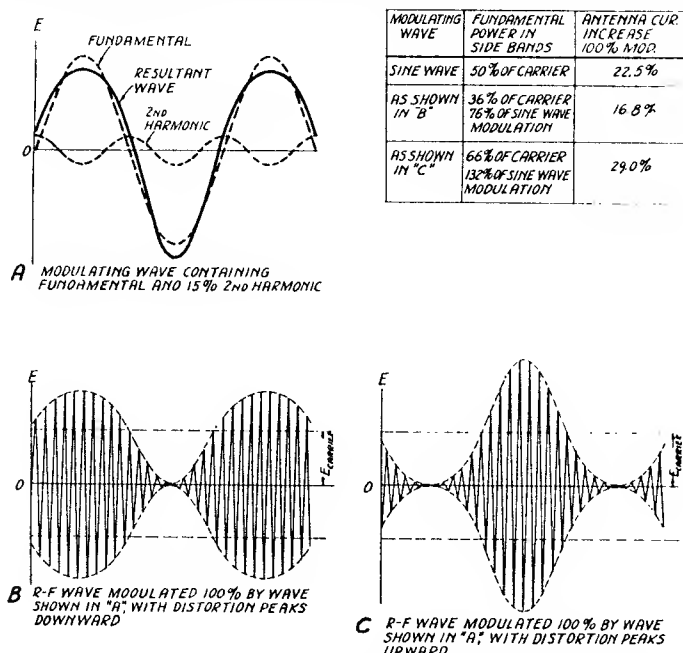 E
FUNDAMENTAL
RESULTANT
WAVE
2ND
HARMONIC
0
A MODULATING WAVE CONTAINING
FUNDAMENTAL AND 15% 2ND HARMONIC
MODULATING WAVE
FUNDAMENTAL POWER IN SIDE BANDS
ANTENNA CUR. INCREASE 100% MOD.
SINE WAVE
50% OF CARRIER
22.5%
AS SHOWN IN "B"
36% OF CARRIER
76% OF SINE WAVE MODULATION
16.8%
AS SHOWN IN "C"
66% OF CARRIER
132% OF SINE WAVE MODULATION
29.0%
E
0
E CARRIER
B R-F WAVE MODULATED 100% BY WAVE
SHOWN IN "A", WITH DISTORTION PEAKS
DOWNWARD
E
0
E CARRIER
C R-F WAVE MODULATED 100% BY WAVE
SHOWN IN "A", WITH DISTORTION PEAKS
UPWARD